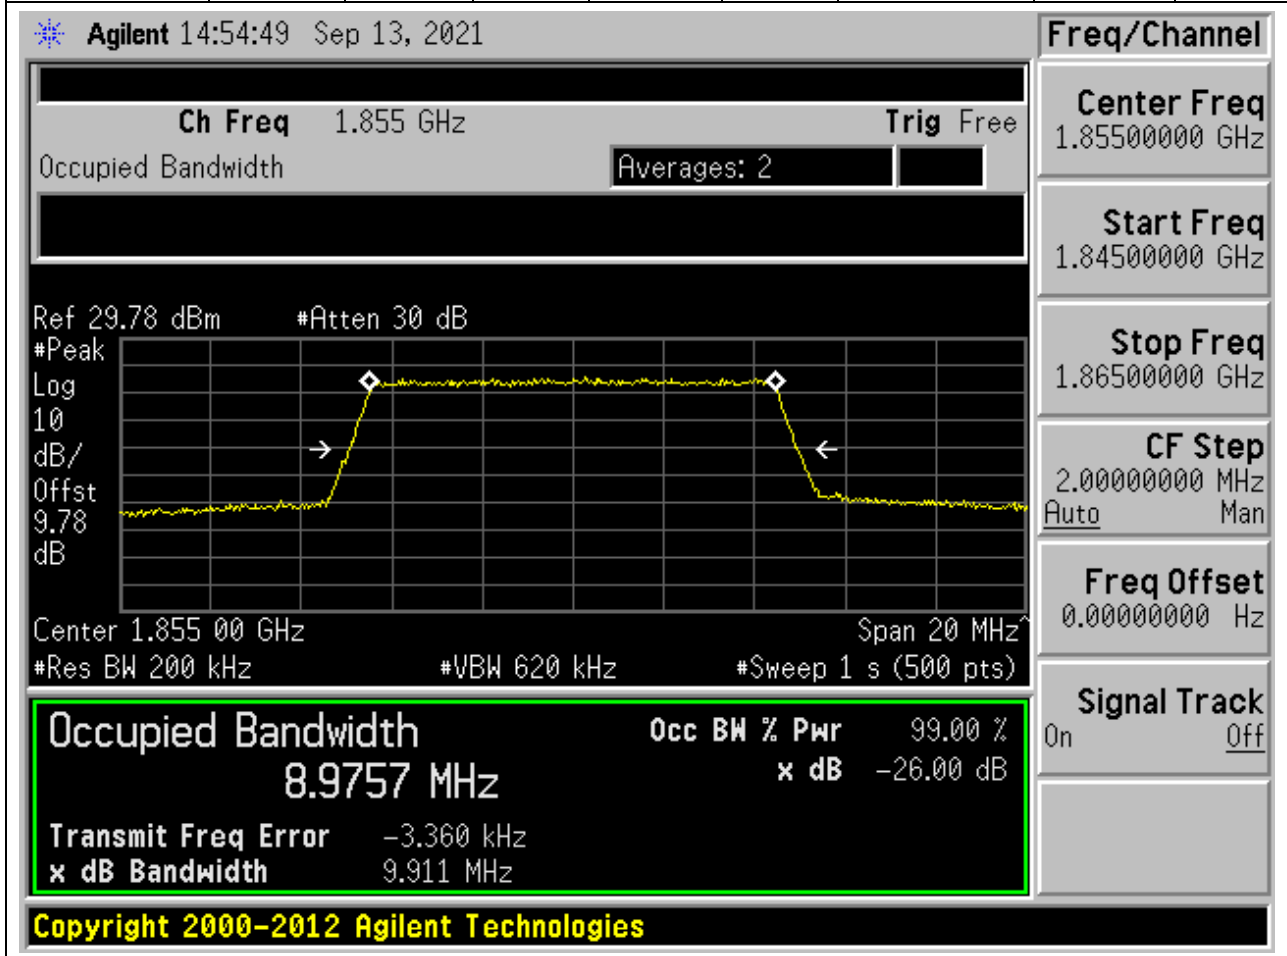 Agilent 14:54:49 Sep 13, 2021
Freq/Channel
Ch Freq 1.855 GHz Trig Free
Occupied Bandwidth Averages: 2
Center Freq
1.85500000 GHz
Start Freq
1.84500000 GHz
Stop Freq
1.86500000 GHz
CF Step
2.00000000 MHz
Auto Man
Freq Offset
0.00000000 Hz
Signal Track
On Off
Ref 29.78 dBm #Atten 30 dB
#Peak
Log
10
dB/
Offst
9.78
dB
Center 1.855 00 GHz Span 20 MHz^
#Res BW 200 kHz #VBW 620 kHz #Sweep 1 s (500 pts)
Occupied Bandwidth Occ BW % Pwr 99.00 %
8.9757 MHz x dB -26.00 dB
Transmit Freq Error -3.360 kHz
x dB Bandwidth 9.911 MHz
Copyright 2000-2012 Agilent Technologies